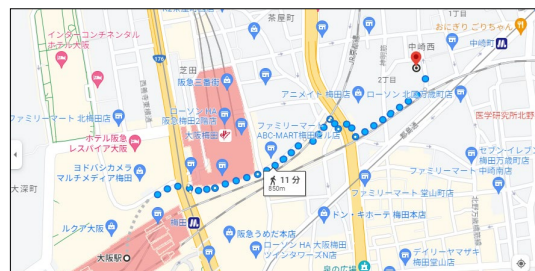 茶屋町
1丁目
おにぎり ごりちゃん
インターコンチネンタル
ホテル大阪
中崎西
中崎町
176
芝田
阪急三番街
2丁目
アニメイト 梅田店
ローソン HA
阪急梅田2階店
ファミリーマート 北梅田店
大阪梅田
ファミリーマート
ABC-MART梅田ビル店
医学研究所北野
ホテル阪急
レスパイア大阪
セブン-イレブン
梅田万歳町店
ファミリーマート
中崎南店
ヨドバシカメラ
マルチメディア梅田
大深町
11 分
850m
ファミリーマート 堂山町店
梅田
ドン・キホーテ 梅田本店
ルクア大阪
阪急うめだ本店
大阪駅
ローソン HA 大阪梅田
ツインタワーズN店
デイリーヤマザキ
梅田堂山店
泉の広場